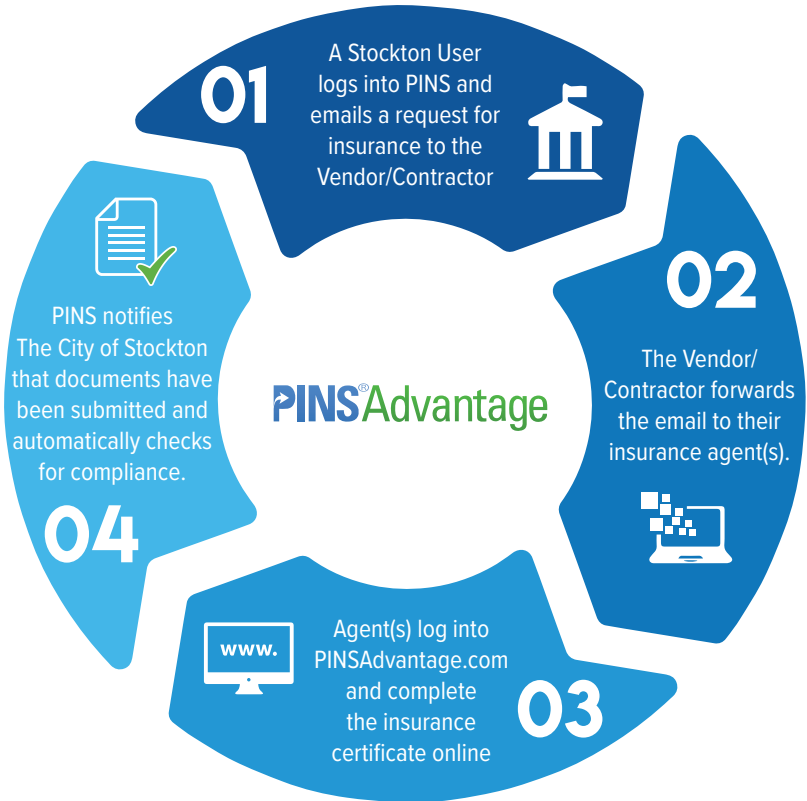 01
A Stockton User
logs into PINS and
emails a request for
insurance to the
Vendor/Contractor
02
The Vendor/
Contractor forwards
the email to their
insurance agent(s).
www.
Agent(s) log into
PINSAdvantage.com
and complete
the insurance
certificate online
03
PINS notifies
The City of Stockton
that documents have
been submitted and
automatically checks
for compliance.
04
PINS®Advantage